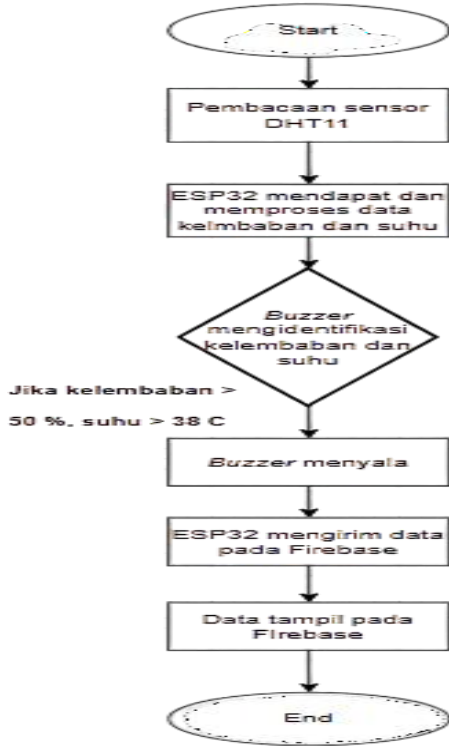 Start
Pembacaan sensor
DHT11
ESP32 mendapat dan
memproses data
kelmbaban dan suhu
Buzzer
mengidentifikasi
kelembaban dan
suhu
Jika kelembaban >
50 %, suhu > 38 C
Buzzer menyala
ESP32 mengirim data
pada Firebase
Data tampil pada
FIrebase
End